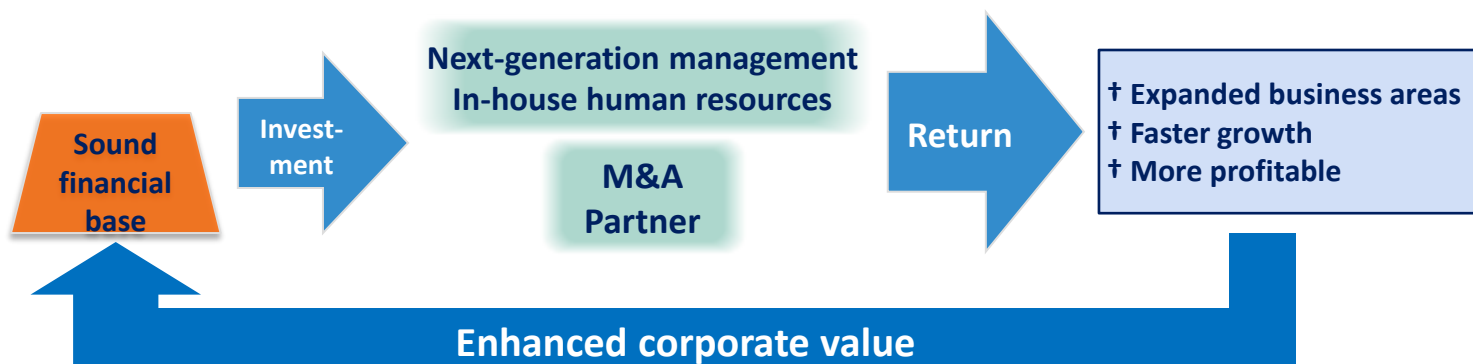 Sound
financial
base
Invest-
ment
Next-generation management
In-house human resources
M&A
Partner
Return
† Expanded business areas
† Faster growth
† More profitable
Enhanced corporate value